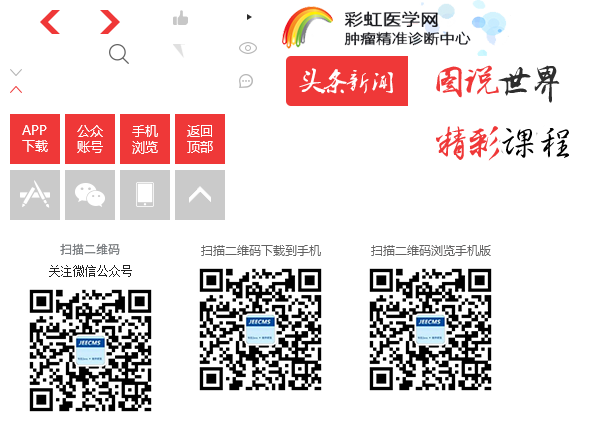 彩虹医学网
肿瘤精准诊断中心
头条新闻
图说世界
APP
下载
公众
账号
手机
浏览
返回
顶部
精彩课程
扫描二维码
关注微信公众号
扫描二维码下载到手机
扫描二维码浏览手机版
JEECMS
JEECMS
JEECMS